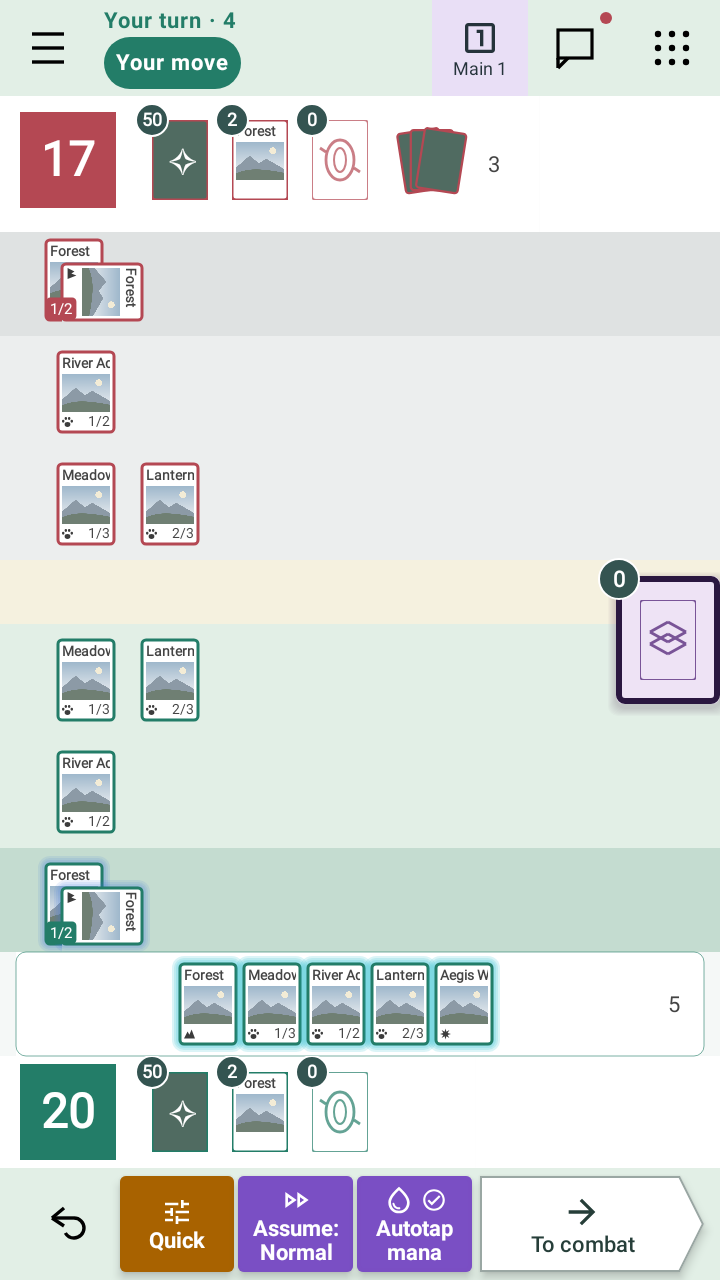 Your turn · 4
Your move
1
Main 1
17
50
2
orest
0
3
Forest
Forest
1/2
River Ac
1/2
Meadov
1/3
Lantern
2/3
0
Meadov
1/3
Lantern
2/3
River Ac
1/2
Forest
Forest
1/2
Forest
Meadov
1/3
River Ac
1/2
Lantern
2/3
Aegis W
5
20
50
2
orest
0
Quick
Assume:
Normal
Autotap
mana
To combat